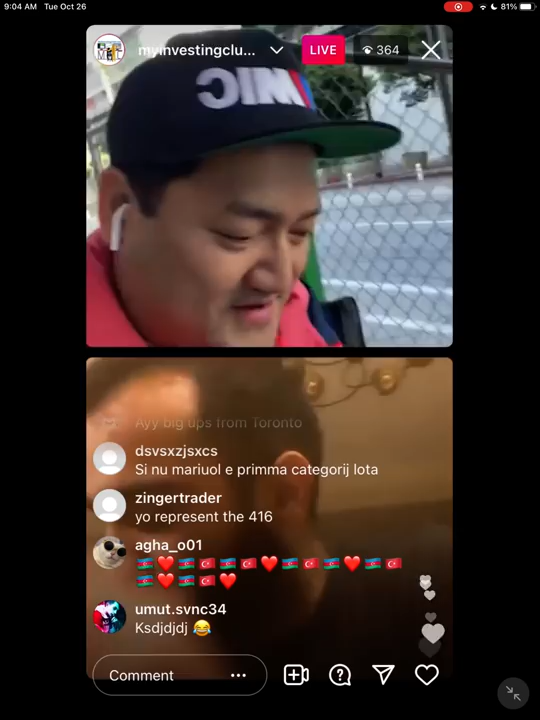 9:04 AM Tue Oct 26
81%
myinvestingclu... LIVE 364
MIC
Ayy big ups from Toronto
dsvsxzjsxcs
Si nu mariuol e primma categorij lota
zingertrader
yo represent the 416
agha_o01
🇦🇿❤️🇦🇿🇹🇷🇦🇿🇹🇷❤️🇦🇿🇹🇷🇦🇿❤️🇦🇿🇹🇷
🇦🇿❤️🇦🇿🇹🇷❤️
umut.svnc34
Ksdjdjdj 😂
Comment